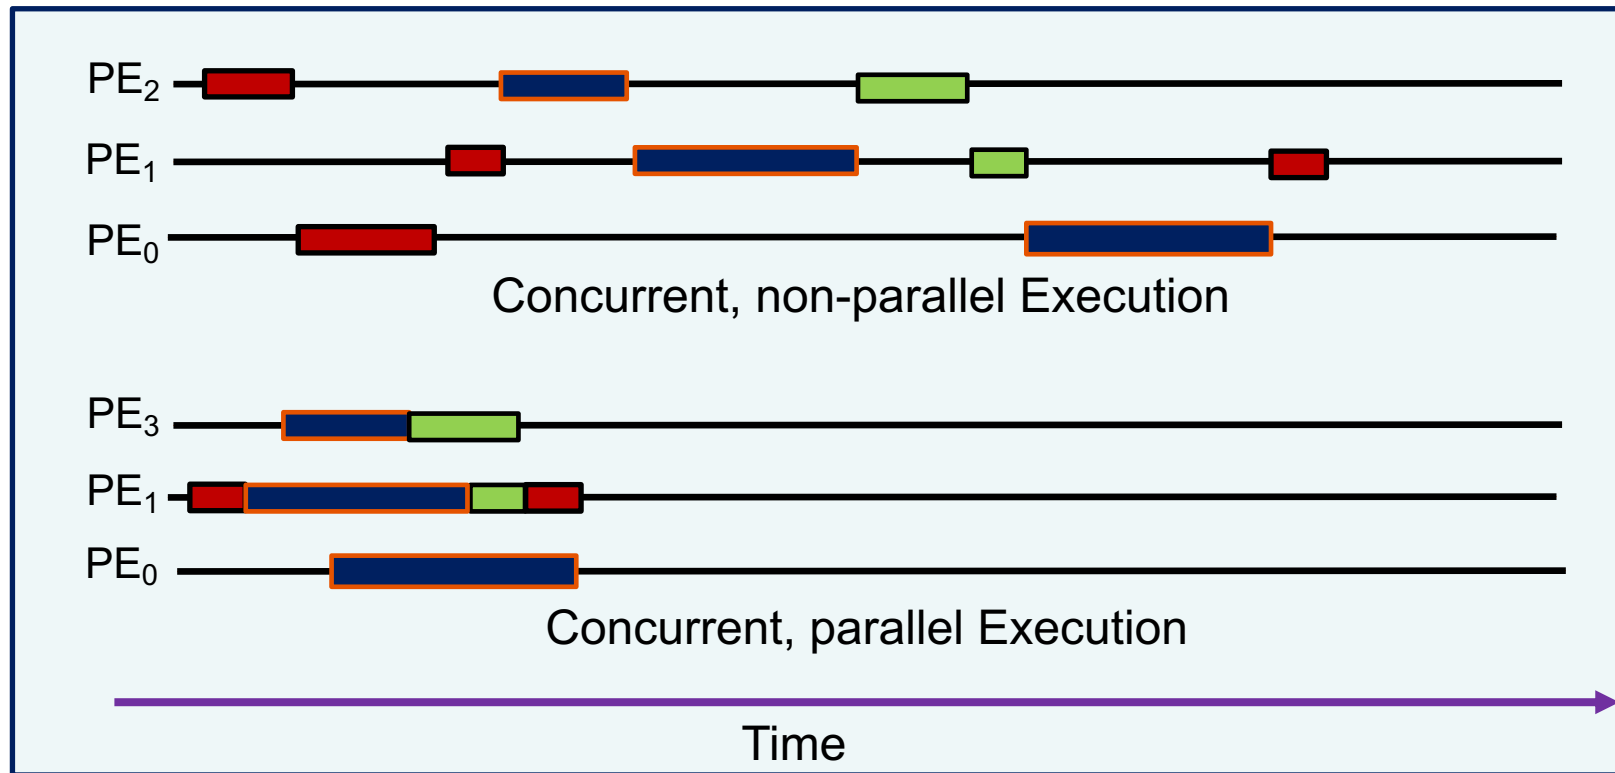 PE₂
PE₁
PE₀
Concurrent, non-parallel Execution
PE₃
PE₁
PE₀
Concurrent, parallel Execution
Time